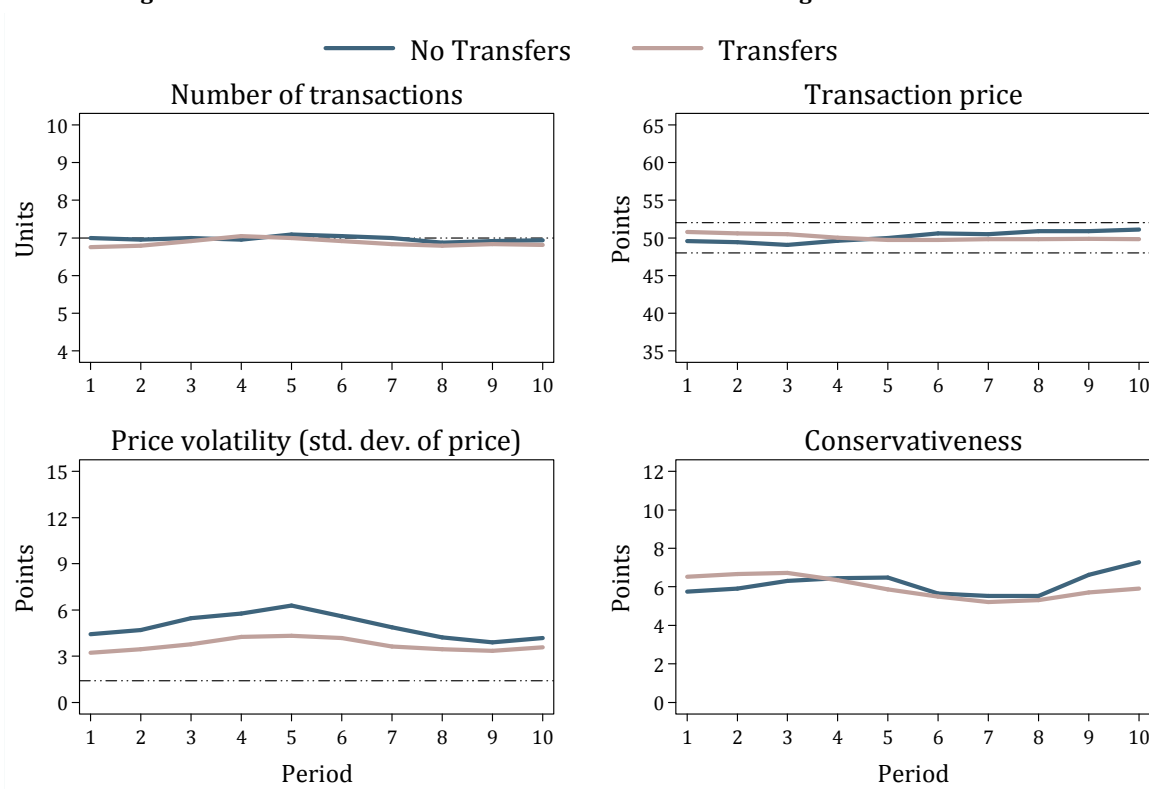 No Transfers Transfers
Number of transactions
Units
10
9
8
7
6
5
4
1 2 3 4 5 6 7 8 9 10
Transaction price
Points
65
60
55
50
45
40
35
1 2 3 4 5 6 7 8 9 10
Price volatility (std. dev. of price)
Points
15
12
9
6
3
0
1 2 3 4 5 6 7 8 9 10
Period
Conservativeness
Points
12
10
8
6
4
2
0
1 2 3 4 5 6 7 8 9 10
Period